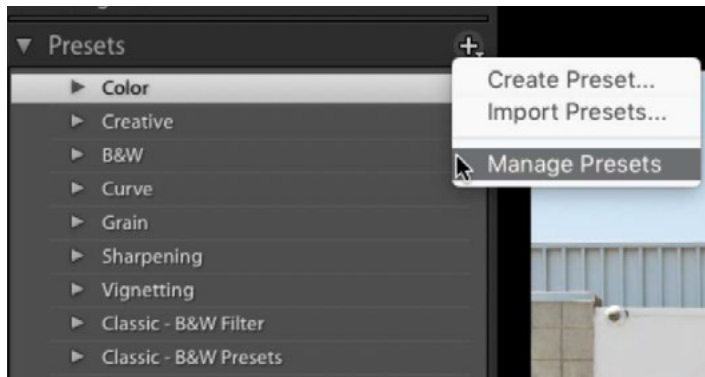 Presets
Color
Creative
B&W
Curve
Grain
Sharpening
Vignetting
Classic - B&W Filter
Classic - B&W Presets
Create Preset...
Import Presets...
Manage Presets